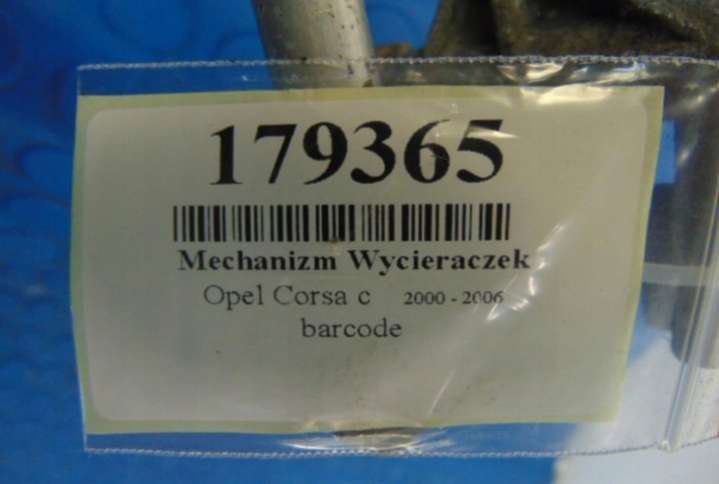 179365
Mechanizm Wycieraczek
Opel Corsa c 2000 - 2006
barcode